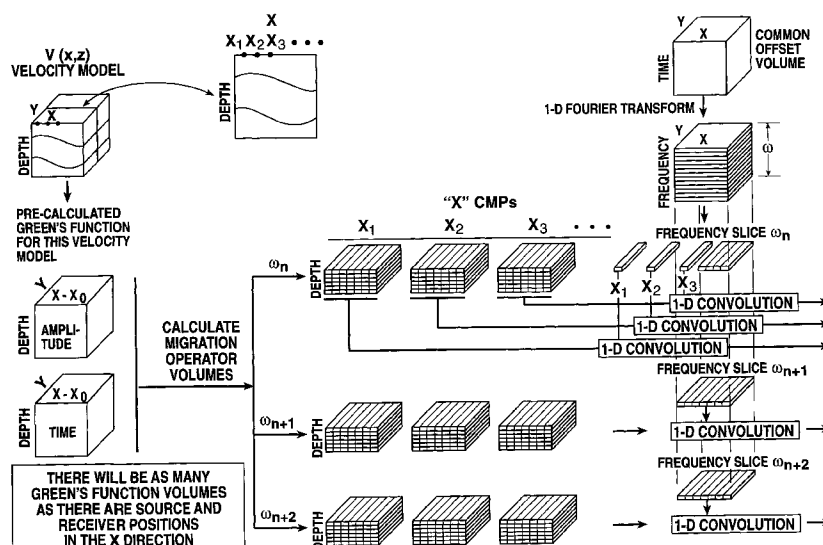 V (x,z)
VELOCITY MODEL
Y
X
DEPTH
X
X1 X2 X3 • • • •
DEPTH
Y
X
TIME
COMMON
OFFSET
VOLUME
1-D FOURIER TRANSFORM
Y
X
FREQUENCY
ω
PRE-CALCULATED
GREEN'S FUNCTION
FOR THIS VELOCITY
MODEL
"X" CMPs
X1 X2 X3 • • •
FREQUENCY SLICE ωn
ωn
DEPTH
X1 X2 X3
1-D CONVOLUTION
1-D CONVOLUTION
1-D CONVOLUTION
Y
X - X0
DEPTH
AMPLI-
TUDE
CALCULATE
MIGRATION
OPERATOR
VOLUMES
Y
X - X0
DEPTH
TIME
FREQUENCY SLICE ωn+1
ωn+1
DEPTH
1-D CONVOLUTION
FREQUENCY SLICE ωn+2
ωn+2
DEPTH
1-D CONVOLUTION
THERE WILL BE AS MANY
GREEN'S FUNCTION VOLUMES
AS THERE ARE SOURCE AND
RECEIVER POSITIONS
IN THE X DIRECTION